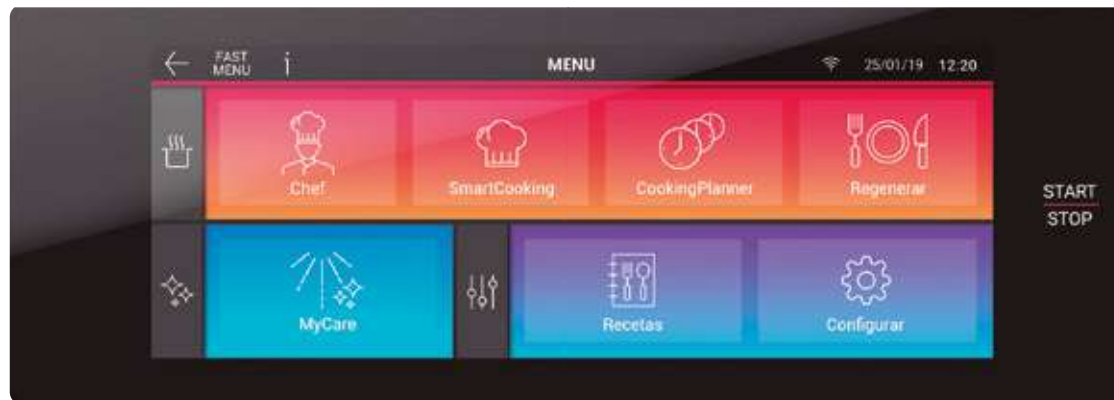 FAST
MENU
MENU
25/01/19 12:20
Chef
SmartCooking
CookingPlanner
Regenerar
START
STOP
MyCare
Recetas
Configurar